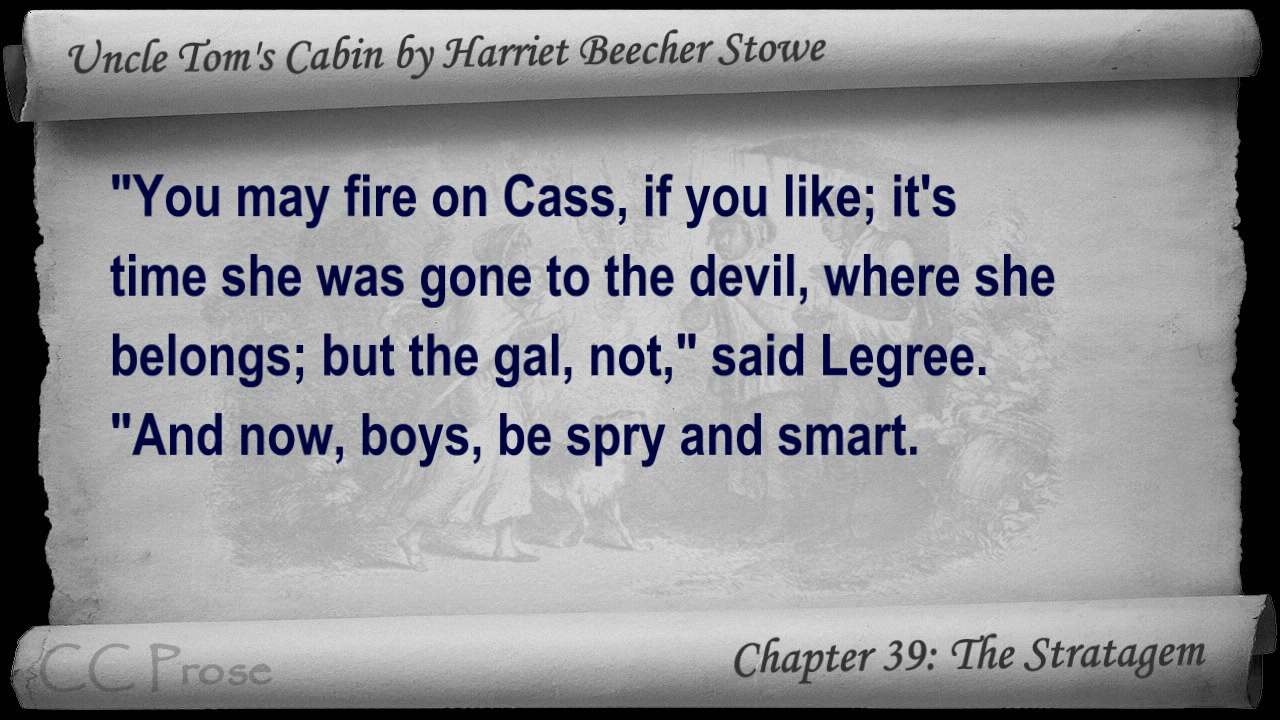 Uncle Tom's Cabin by Harriet Beecher Stowe
"You may fire on Cass, if you like; it's
time she was gone to the devil, where she
belongs; but the gal, not," said Legree.
"And now, boys, be spry and smart.
CC Prose
Chapter 39: The Stratagem